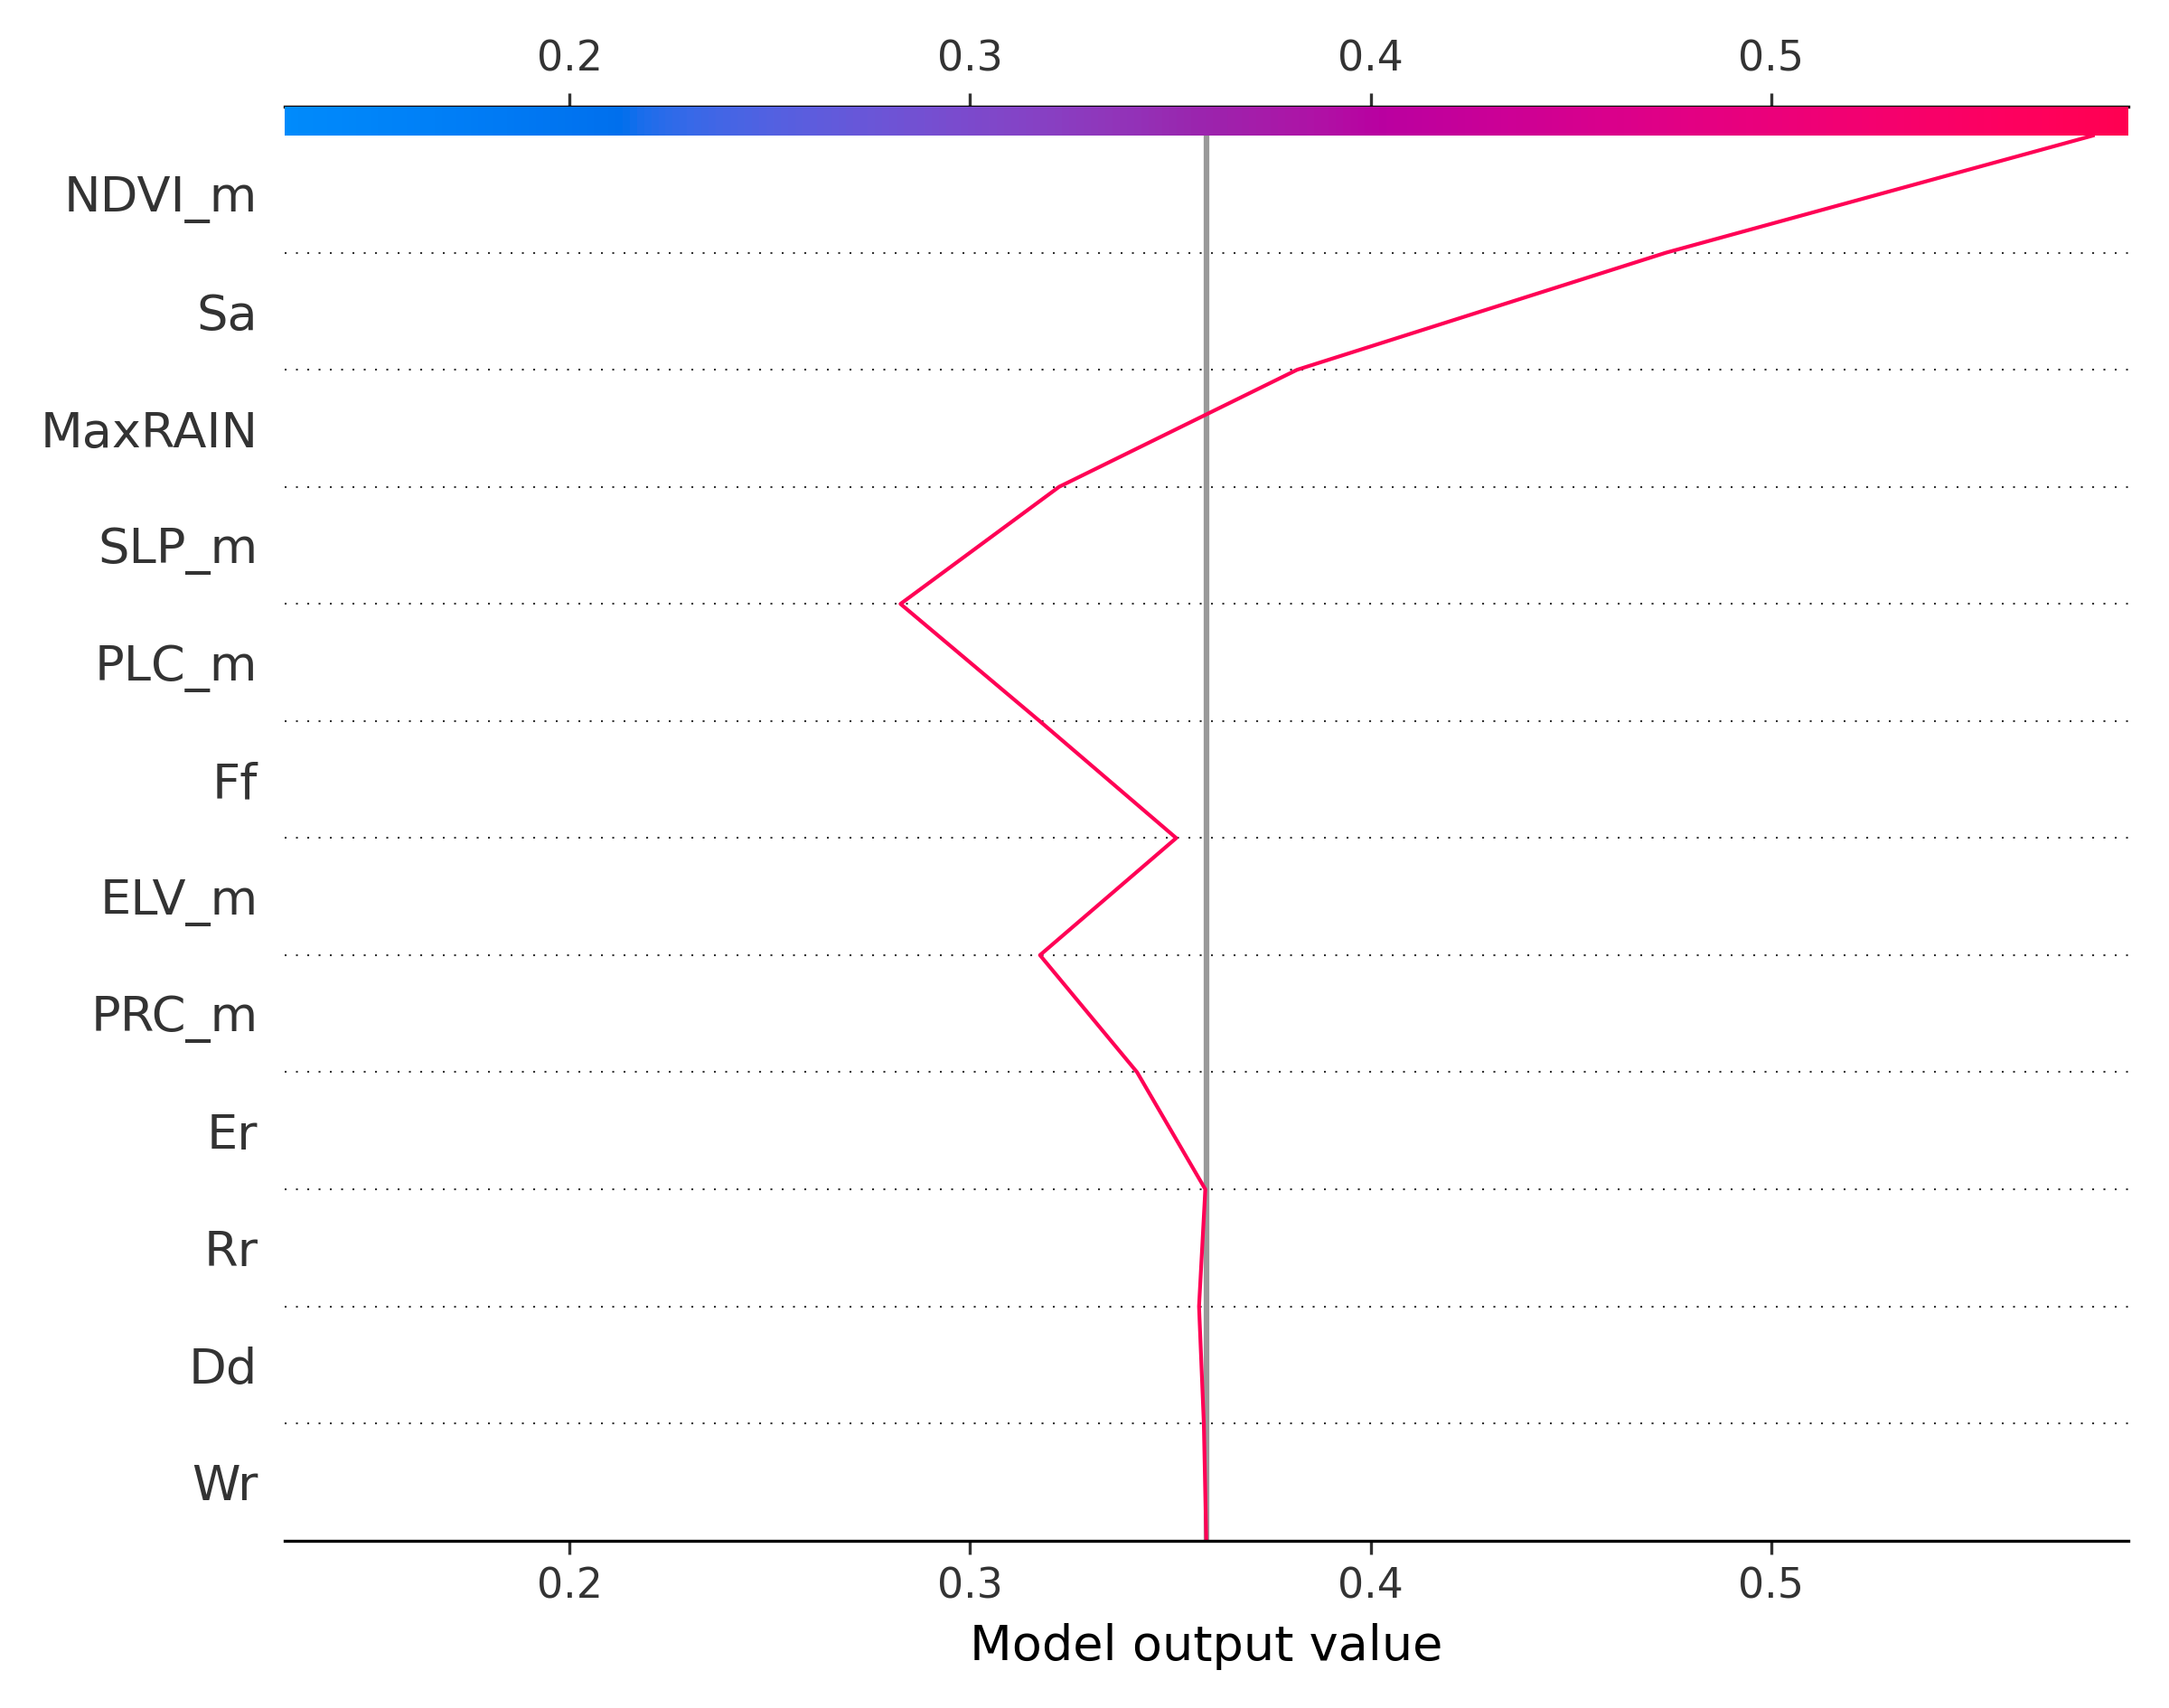 0.2 0.3 0.4 0.5
NDVI_m
Sa
MaxRAIN
SLP_m
PLC_m
Ff
ELV_m
PRC_m
Er
Rr
Dd
Wr
0.2 0.3 0.4 0.5
Model output value